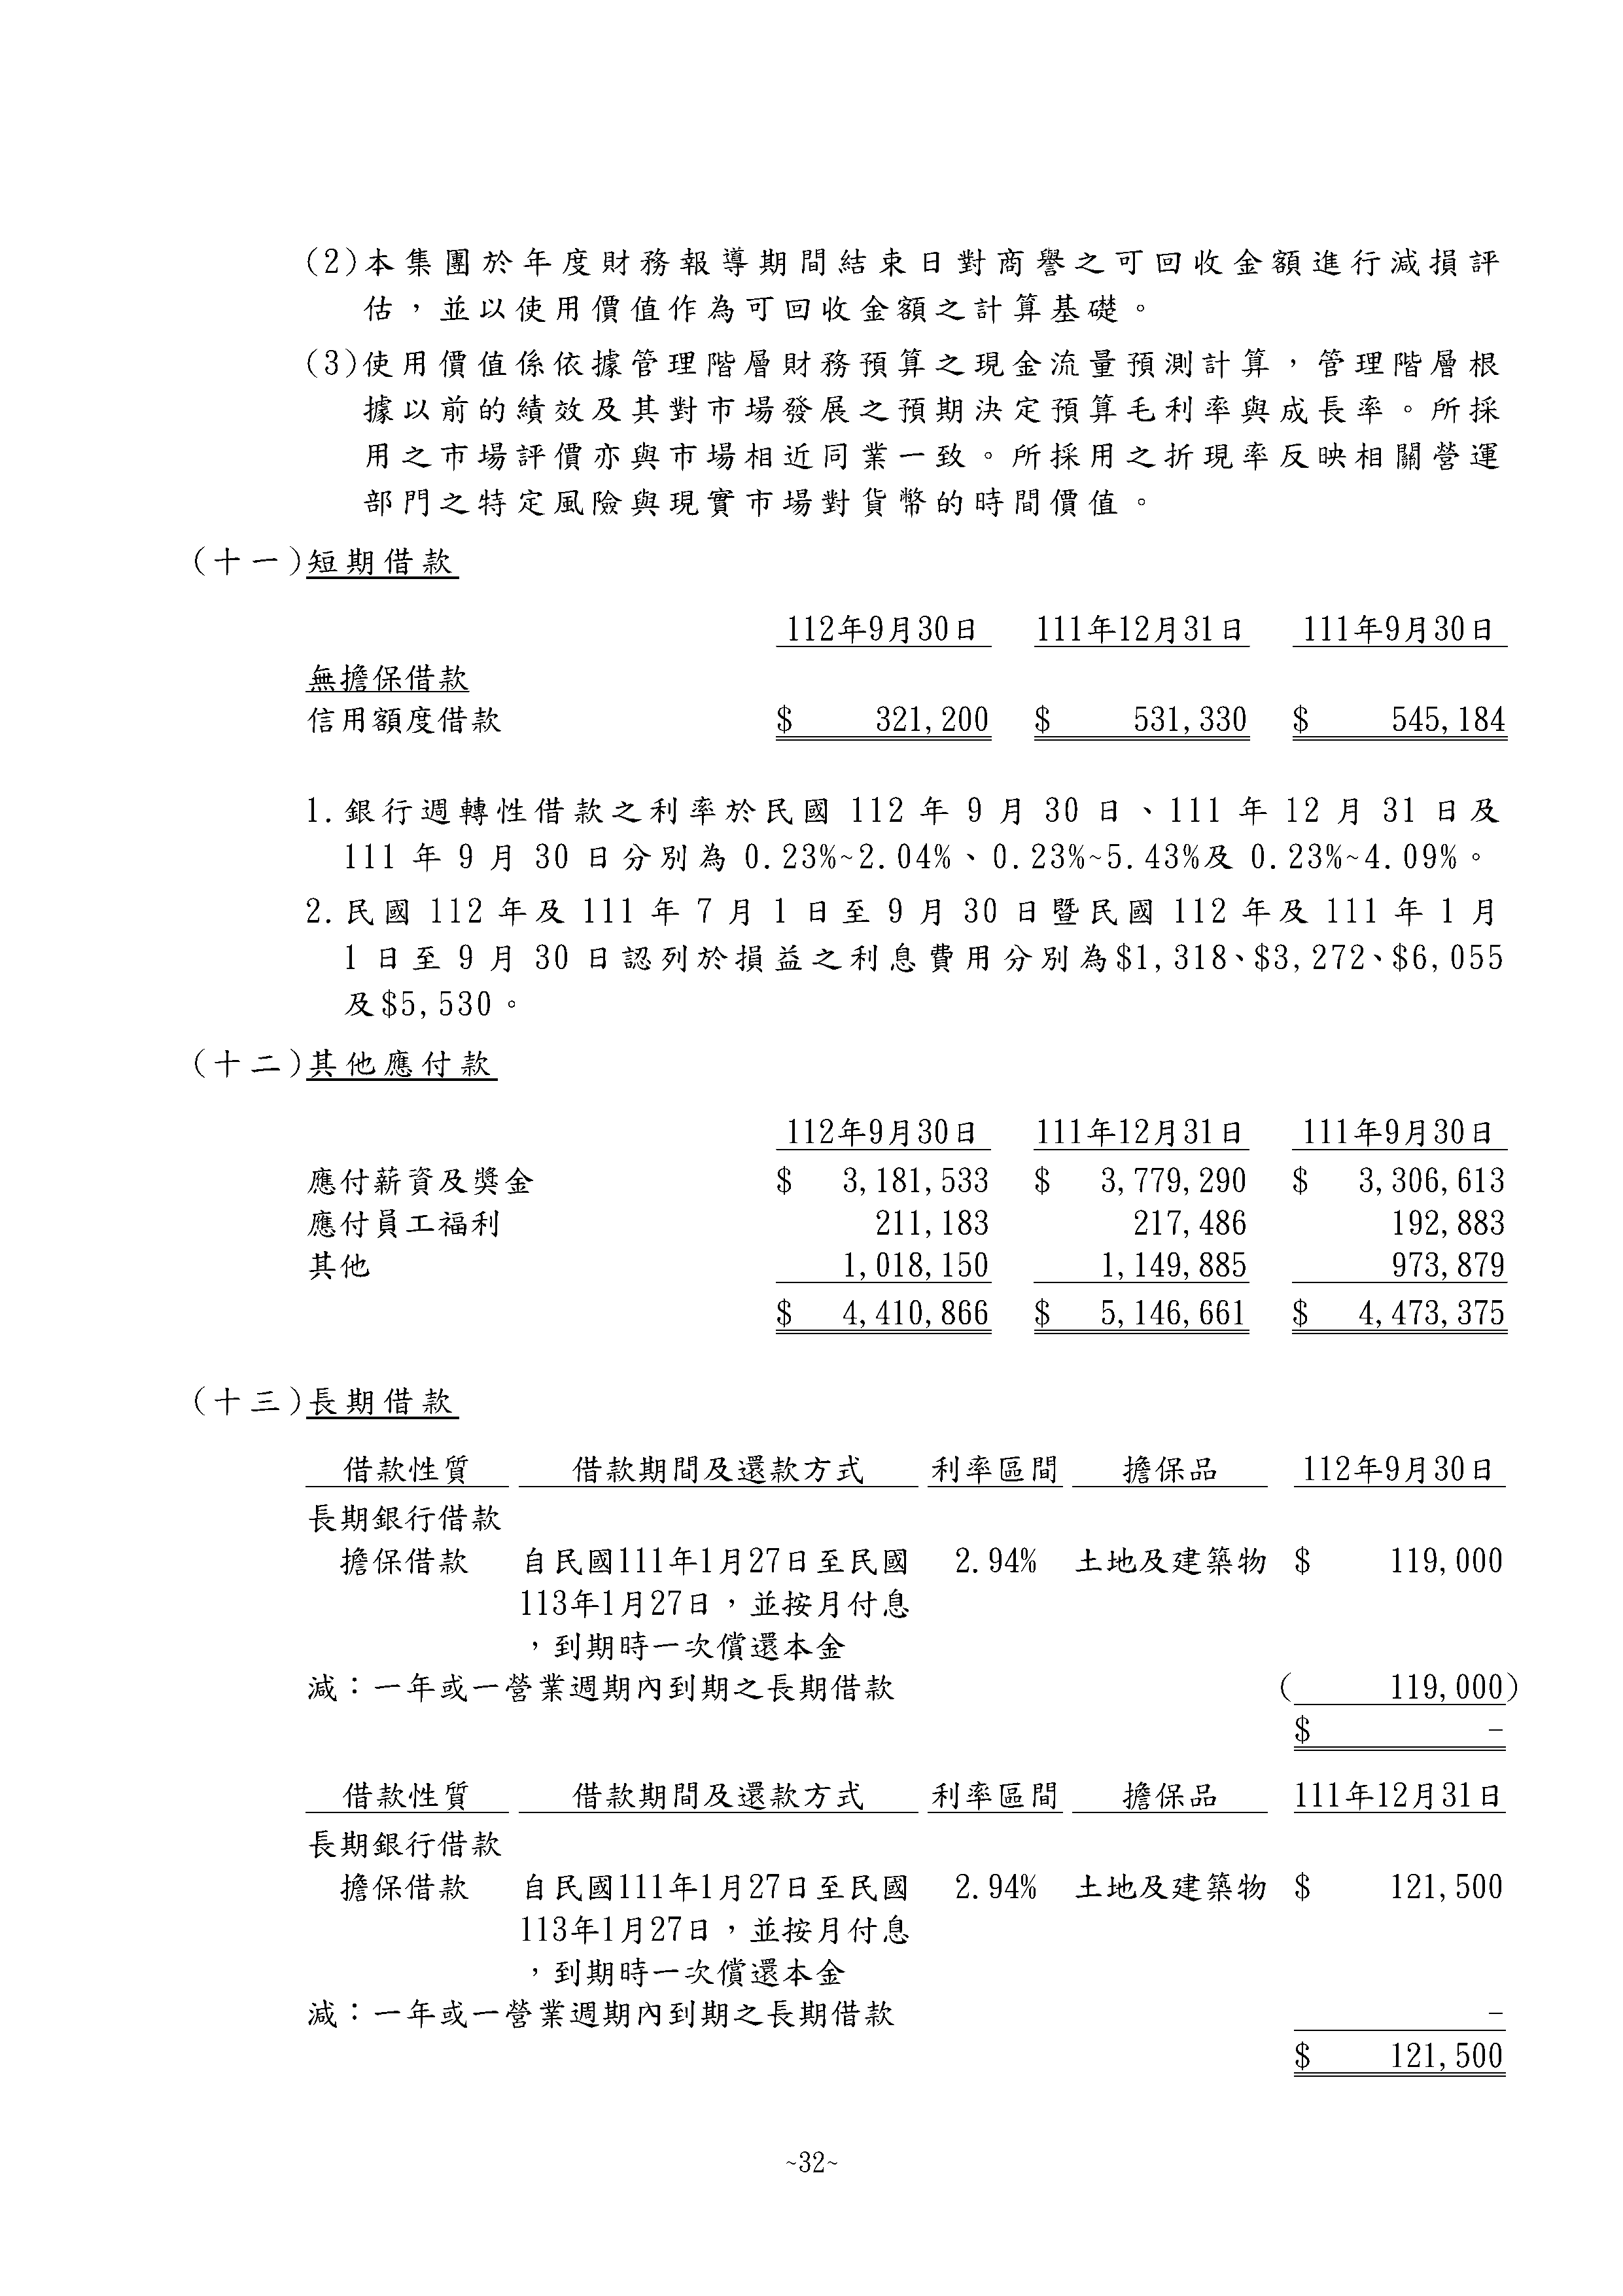 (2)本集團於年度財務報導期間結束日對商譽之可回收金額進行減損評
估，並以使用價值作為可回收金額之計算基礎。
(3)使用價值係依據管理階層財務預算之現金流量預測計算，管理階層根
據以前的績效及其對市場發展之預期決定預算毛利率與成長率。所採
用之市場評價亦與市場相近同業一致。所採用之折現率反映相關營運
部門之特定風險與現實市場對貨幣的時間價值。
(十一)短期借款
112年9月30日 111年12月31日 111年9月30日
無擔保借款
信用額度借款 $ 321,200 $ 531,330 $ 545,184
1.銀行週轉性借款之利率於民國 112 年 9 月 30 日、111 年 12 月 31 日及
111 年 9 月 30 日分別為 0.23%~2.04%、0.23%~5.43%及 0.23%~4.09%。
2.民國 112 年及 111 年 7 月 1 日至 9 月 30 日暨民國 112 年及 111 年 1 月
1 日至 9 月 30 日認列於損益之利息費用分別為$1,318、$3,272、$6,055
及$5,530。
(十二)其他應付款
112年9月30日 111年12月31日 111年9月30日
應付薪資及獎金 $ 3,181,533 $ 3,779,290 $ 3,306,613
應付員工福利 211,183 217,486 192,883
其他 1,018,150 1,149,885 973,879
$ 4,410,866 $ 5,146,661 $ 4,473,375
(十三)長期借款
借款性質 借款期間及還款方式 利率區間 擔保品 112年9月30日
長期銀行借款
擔保借款 自民國111年1月27日至民國 2.94% 土地及建築物 $ 119,000
113年1月27日，並按月付息
，到期時一次償還本金
減：一年或一營業週期內到期之長期借款 ( 119,000)
$ -
借款性質 借款期間及還款方式 利率區間 擔保品 111年12月31日
長期銀行借款
擔保借款 自民國111年1月27日至民國 2.94% 土地及建築物 $ 121,500
113年1月27日，並按月付息
，到期時一次償還本金
減：一年或一營業週期內到期之長期借款 -
$ 121,500
~32~